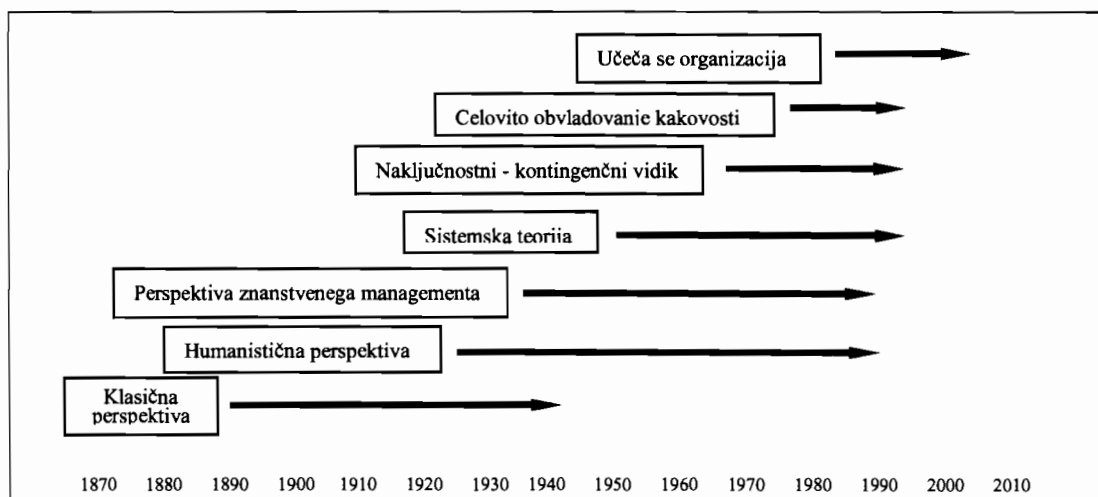 Učeča se organizacija
Celovito obvladovanie kakovosti
Naključnostni - kontingenčni vidik
Sistemska teorija
Perspektiva znanstvenega managementa
Humanistična perspektiva
Klasična
perspektiva
1870 1880 1890 1900 1910 1920 1930 1940 1950 1960 1970 1980 1990 2000 2010